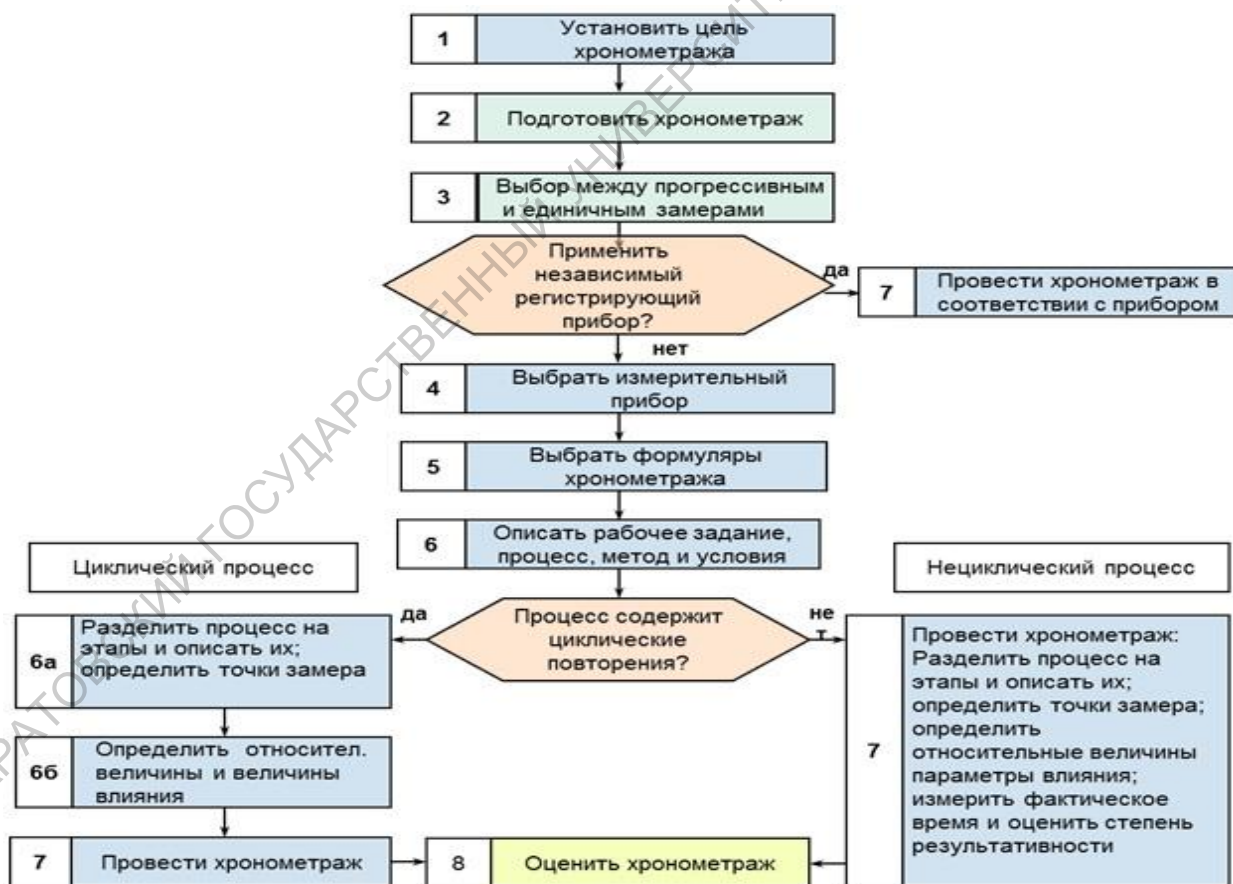 1
Установить цель
хронометража
2
Подготовить хронометраж
3
Выбор между прогрессивным
и единичным замерами
Применить
независимый
регистрирующий
прибор?
да
7
Провести хронометраж в
соответствии с прибором
нет
4
Выбрать измерительный
прибор
5
Выбрать формуляры
хронометража
6
Описать рабочее задание,
процесс, метод и условия
Циклический процесс
Нециклический процесс
Процесс содержит
циклические
повторения?
да
не
т
6а
Разделить процесс на
этапы и описать их;
определить точки замера
6б
Определить относител.
величины и величины
влияния
7
Провести хронометраж
8
Оценить хронометраж
7
Провести хронометраж:
Разделить процесс на
этапы и описать их;
определить точки замера;
определить
относительные величины
параметры влияния;
измерить фактическое
время и оценить степень
результативности
РАТОВСКИЙ ГОСУДАРСТВЕННЫЙ УНИВЕРСИТ